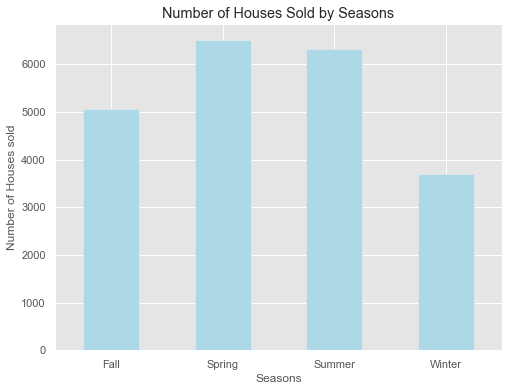 Number of Houses Sold by Seasons
6000
5000
4000
3000
2000
1000
0
Number of Houses sold
Fall Spring Summer Winter
Seasons